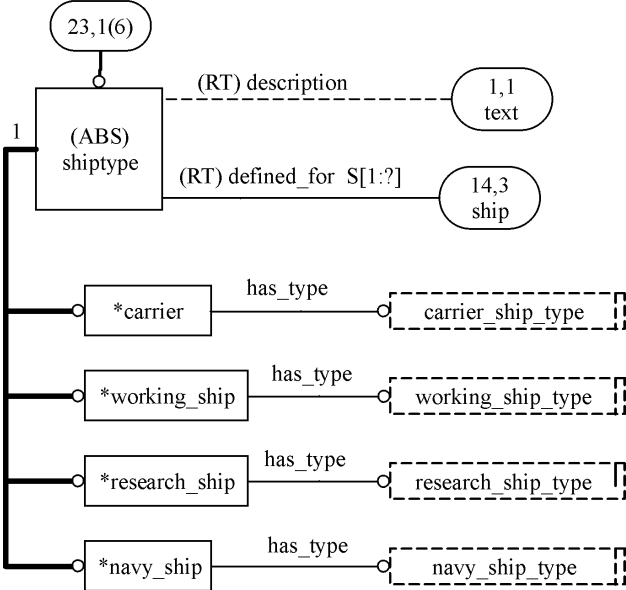 23,1(6)
(RT) description
1,1
text
1
(ABS)
shiptype
(RT) defined_for S[1:?]
14,3
ship
*carrier
has_type
carrier_ship_type
*working_ship
has_type
working_ship_type
*research_ship
has_type
research_ship_type
*navy_ship
has_type
navy_ship_type